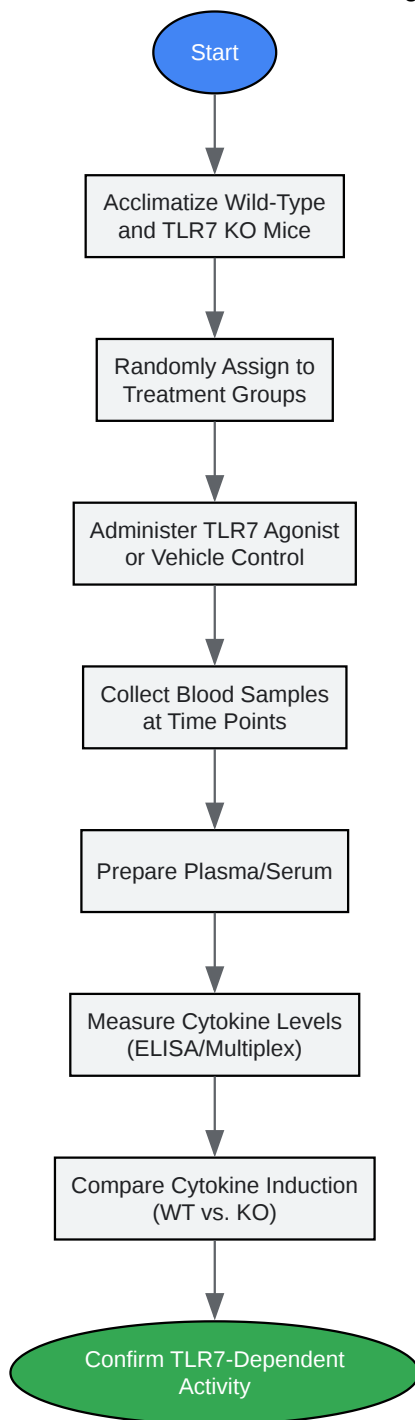 Start
Acclimatize Wild-Type
and TLR7 KO Mice
Randomly Assign to
Treatment Groups
Administer TLR7 Agonist
or Vehicle Control
Collect Blood Samples
at Time Points
Prepare Plasma/Serum
Measure Cytokine Levels
(ELISA/Multiplex)
Compare Cytokine Induction
(WT vs. KO)
Confirm TLR7-Dependent
Activity